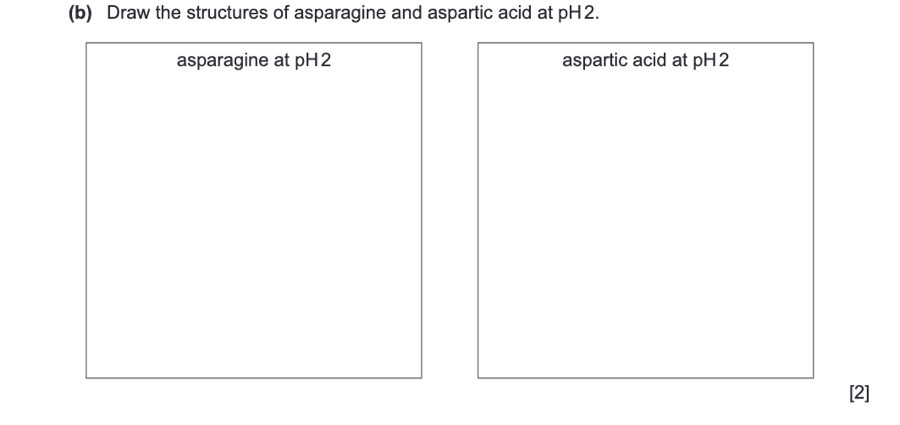 (b) Draw the structures of asparagine and aspartic acid at pH 2.
asparagine at pH 2
aspartic acid at pH 2
[2]